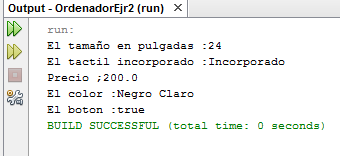 Output - OrdenadorEjr2 (run) ×
run:
El tamaño en pulgadas :24
El tactil incorporado :Incorporado
Precio ;200.0
El color :Negro Claro
El boton :true
BUILD SUCCESSFUL (total time: 0 seconds)